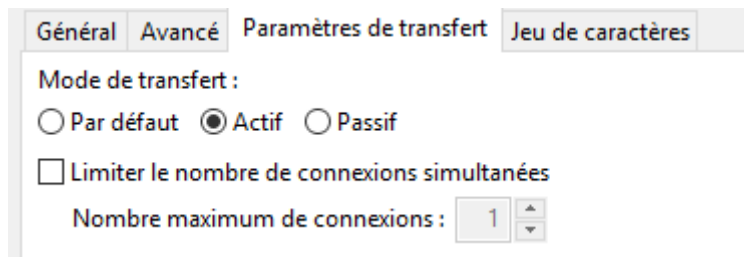 Général Avancé Paramètres de transfert Jeu de caractères
Mode de transfert :
Par défaut Actif Passif
Limiter le nombre de connexions simultanées
Nombre maximum de connexions : 1